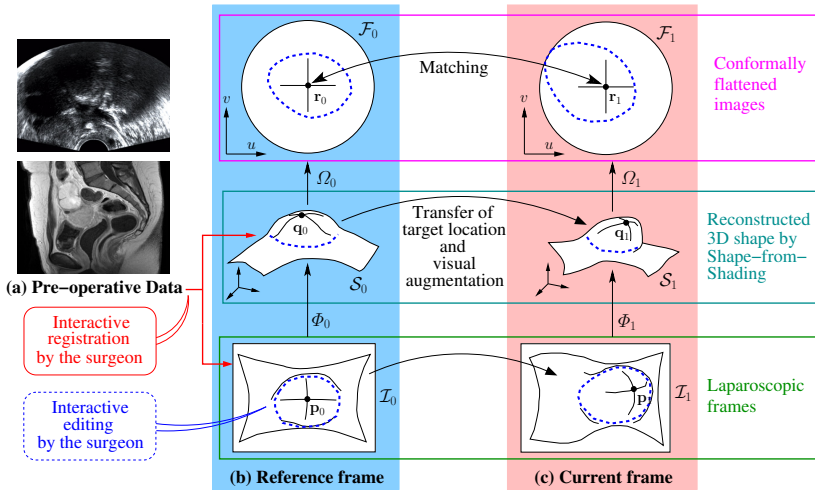 𝓕₀
𝓕₁
Matching
r₀
r₁
v
u
v
u
Conformally
flattened
images
Ω₀
Ω₁
q₀
q₁
Transfer of
target location
and
visual
augmentation
Reconstructed
3D shape by
Shape−from−
Shading
𝒮₀
𝒮₁
(a) Pre−operative Data
Interactive
registration
by the surgeon
Φ₀
Φ₁
Interactive
editing
by the surgeon
p₀
𝓘₀
p
𝓘₁
Laparoscopic
frames
(b) Reference frame
(c) Current frame